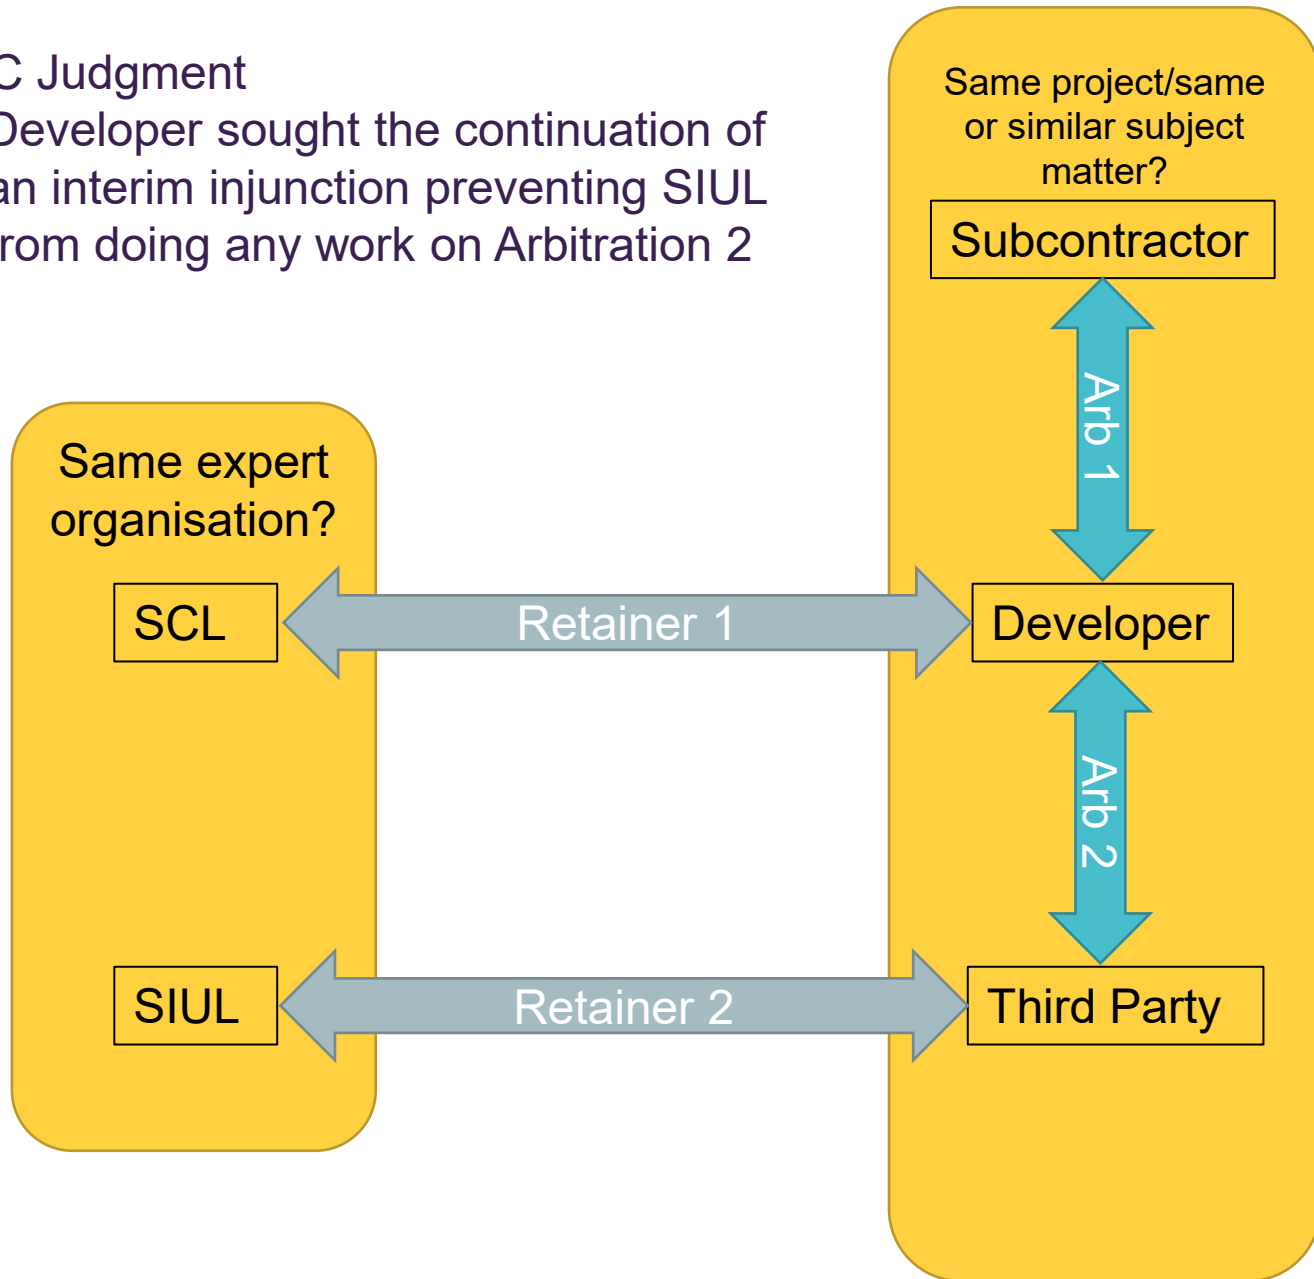 C Judgment
Developer sought the continuation of
an interim injunction preventing SIUL
from doing any work on Arbitration 2
Same project/same
or similar subject
matter?
Subcontractor
Arb 1
Same expert
organisation?
SCL
Retainer 1
Developer
Arb 2
SIUL
Retainer 2
Third Party